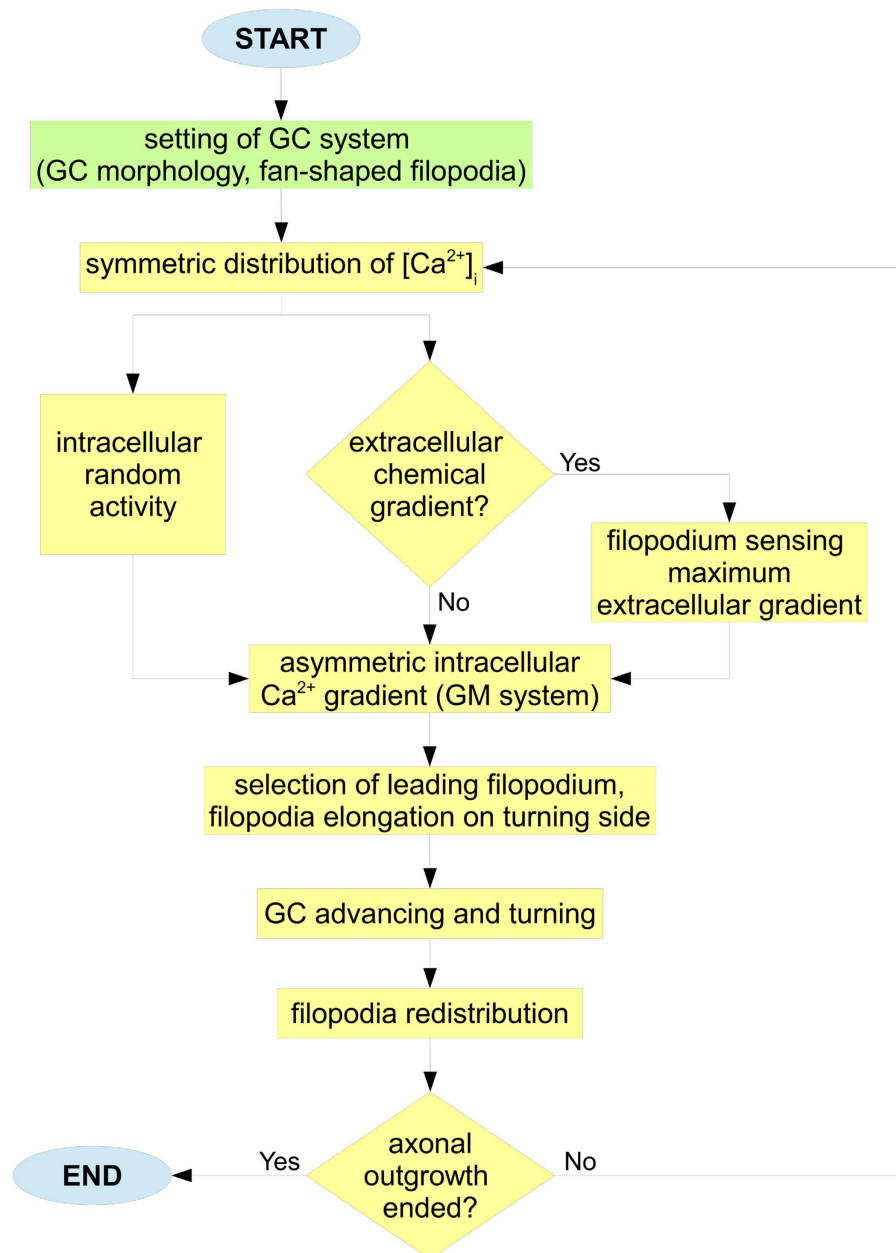 START
setting of GC system
(GC morphology, fan-shaped filopodia)
symmetric distribution of [Ca²⁺]ᵢ
intracellular
random
activity
extracellular
chemical
gradient?
Yes
No
filopodium sensing
maximum
extracellular gradient
asymmetric intracellular
Ca²⁺ gradient (GM system)
selection of leading filopodium,
filopodia elongation on turning side
GC advancing and turning
filopodia redistribution
axonal
outgrowth
ended?
Yes
No
END